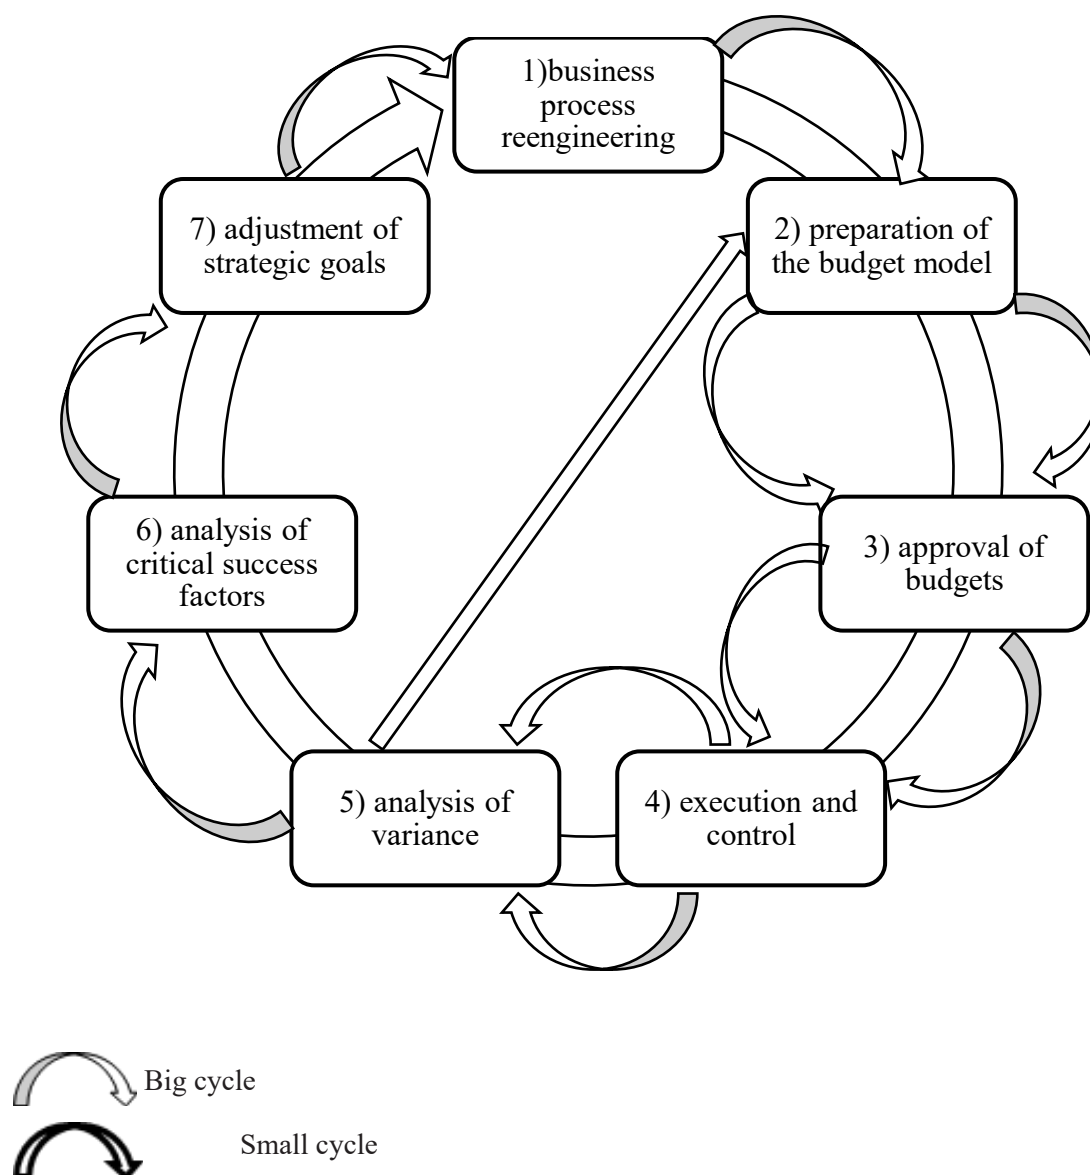 1)business
process
reengineering
2) preparation of
the budget model
3) approval of
budgets
4) execution and
control
5) analysis of
variance
6) analysis of
critical success
factors
7) adjustment of
strategic goals
Big cycle
Small cycle